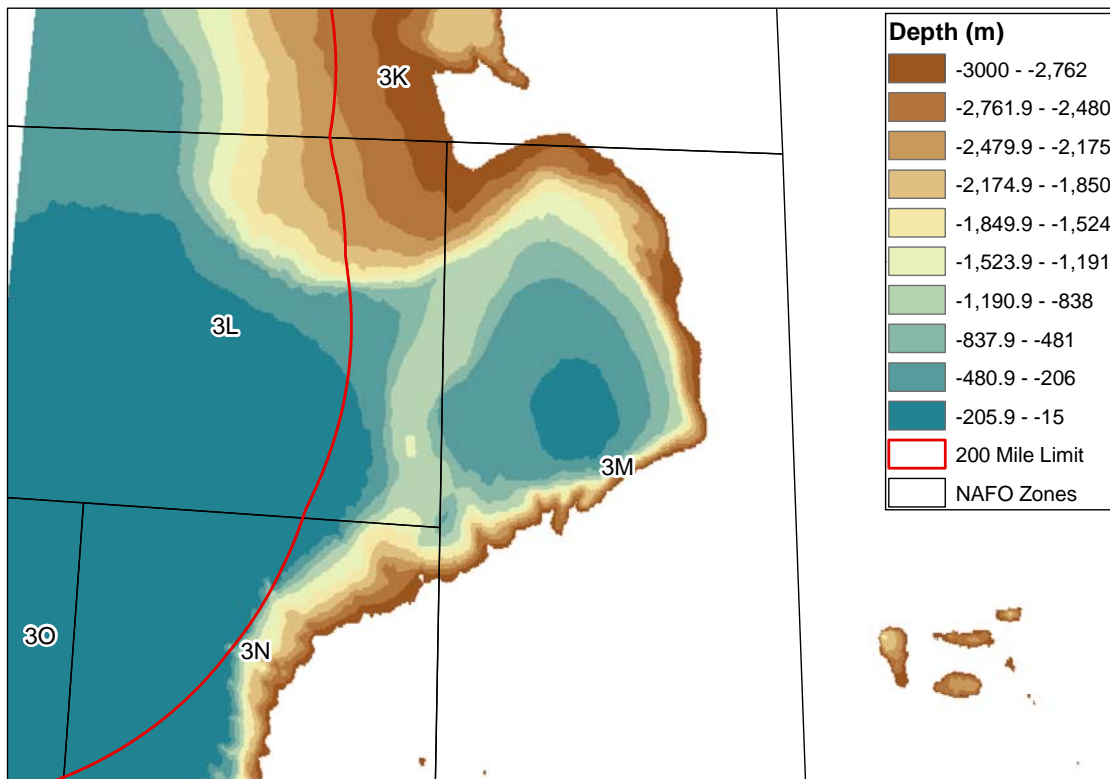 Depth (m)
-3000 - -2,762
-2,761.9 - -2,480
-2,479.9 - -2,175
-2,174.9 - -1,850
-1,849.9 - -1,524
-1,523.9 - -1,191
-1,190.9 - -838
-837.9 - -481
-480.9 - -206
-205.9 - -15
200 Mile Limit
NAFO Zones
3K
3L
3M
3O
3N